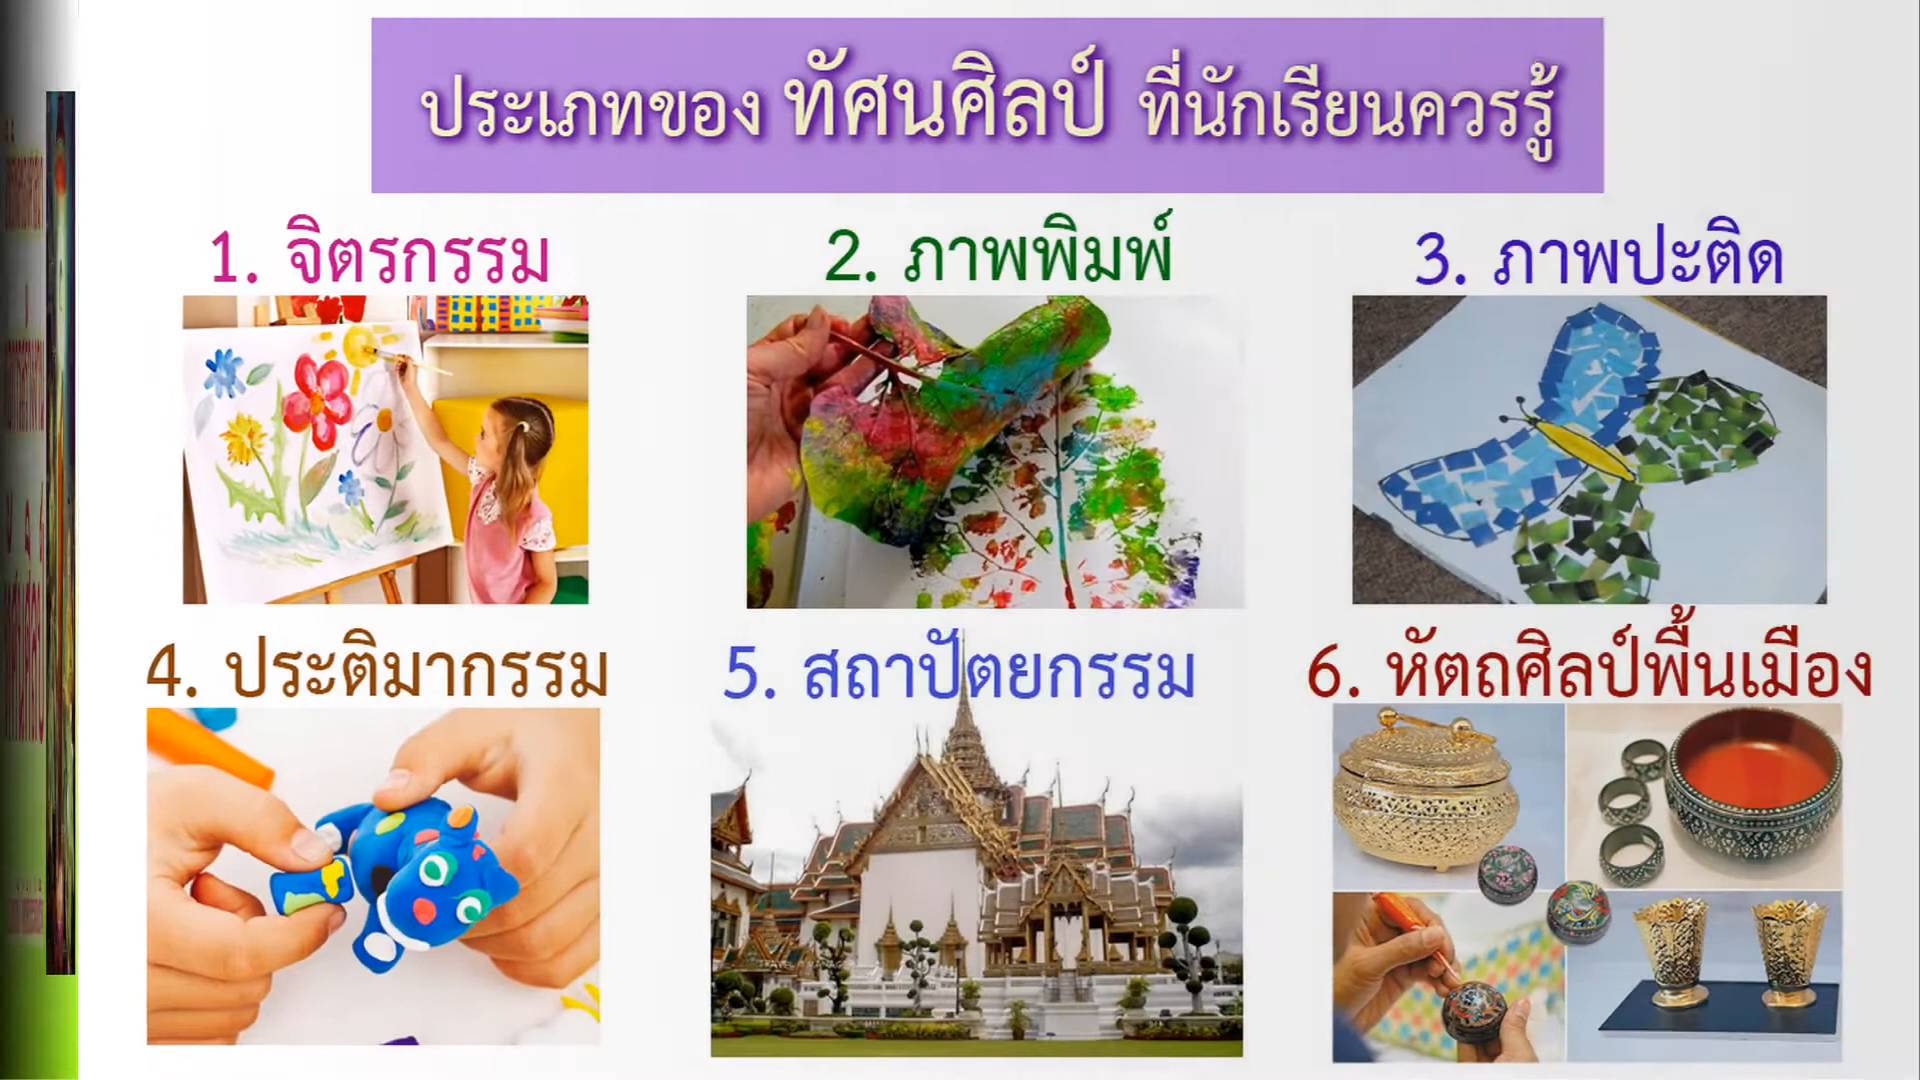 ประเภทของ ทัศนศิลป์ ที่นักเรียนควรรู้
1. จิตรกรรม
2. ภาพพิมพ์
3. ภาพปะติด
4. ประติมากรรม
5. สถาปัตยกรรม
6. หัตถศิลป์พื้นเมือง